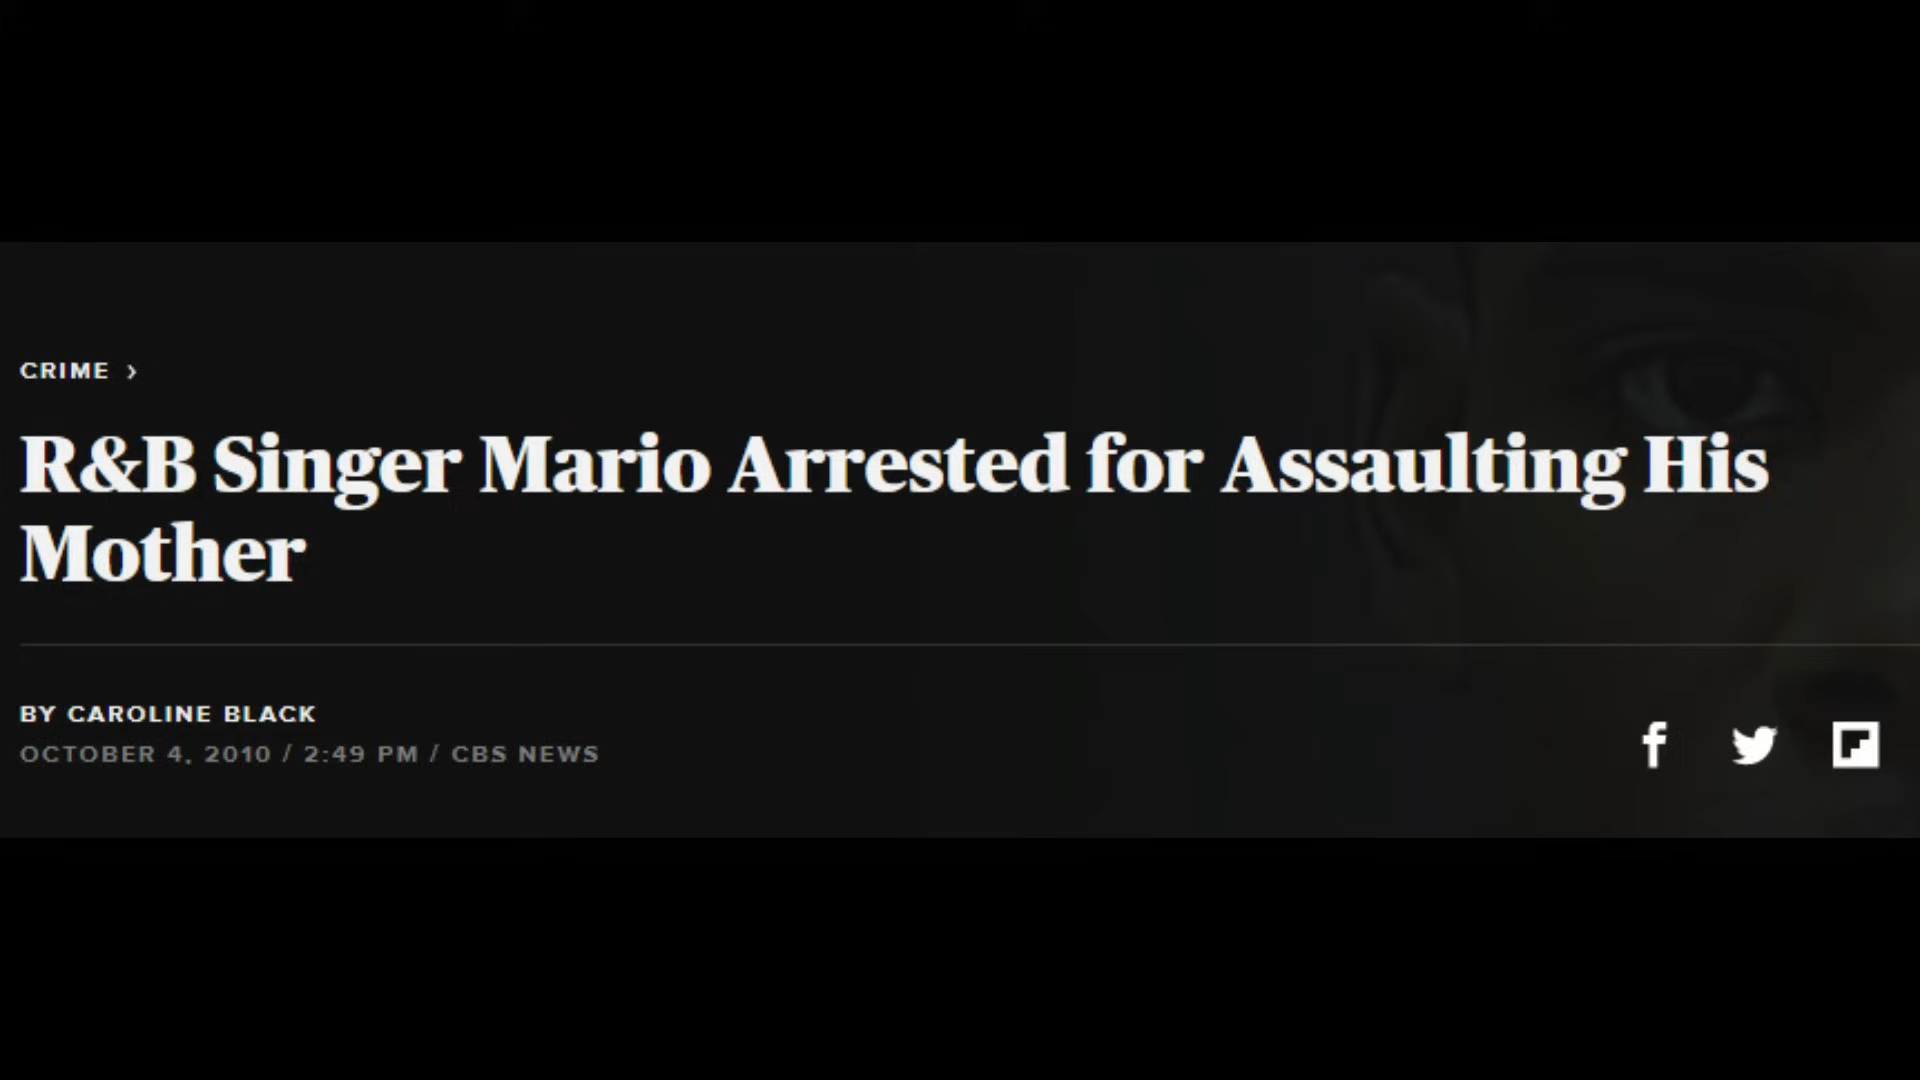 CRIME ›
R&B Singer Mario Arrested for Assaulting His
Mother
BY CAROLINE BLACK
OCTOBER 4, 2010 / 2:49 PM / CBS NEWS